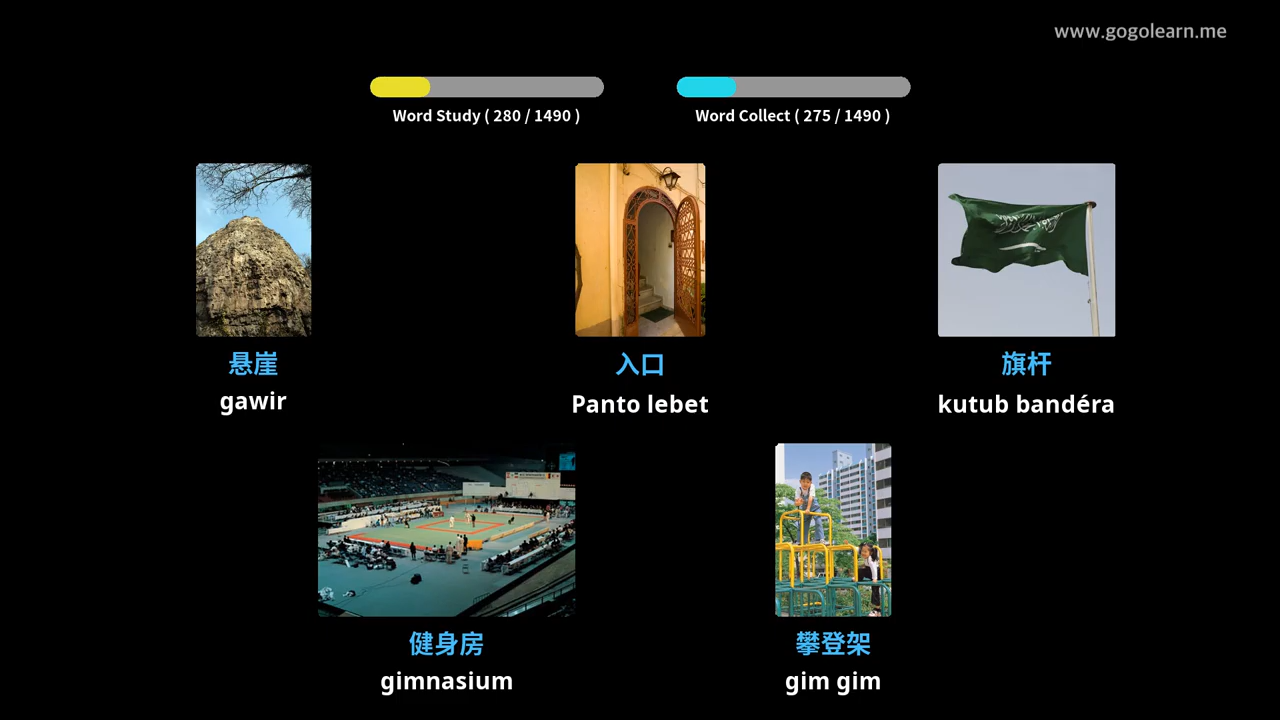 www.gogolearn.me
Word Study ( 280 / 1490 )
Word Collect ( 275 / 1490 )
悬崖
gawir
入口
Panto lebet
旗杆
kutub bandéra
健身房
gimnasium
攀登架
gim gim